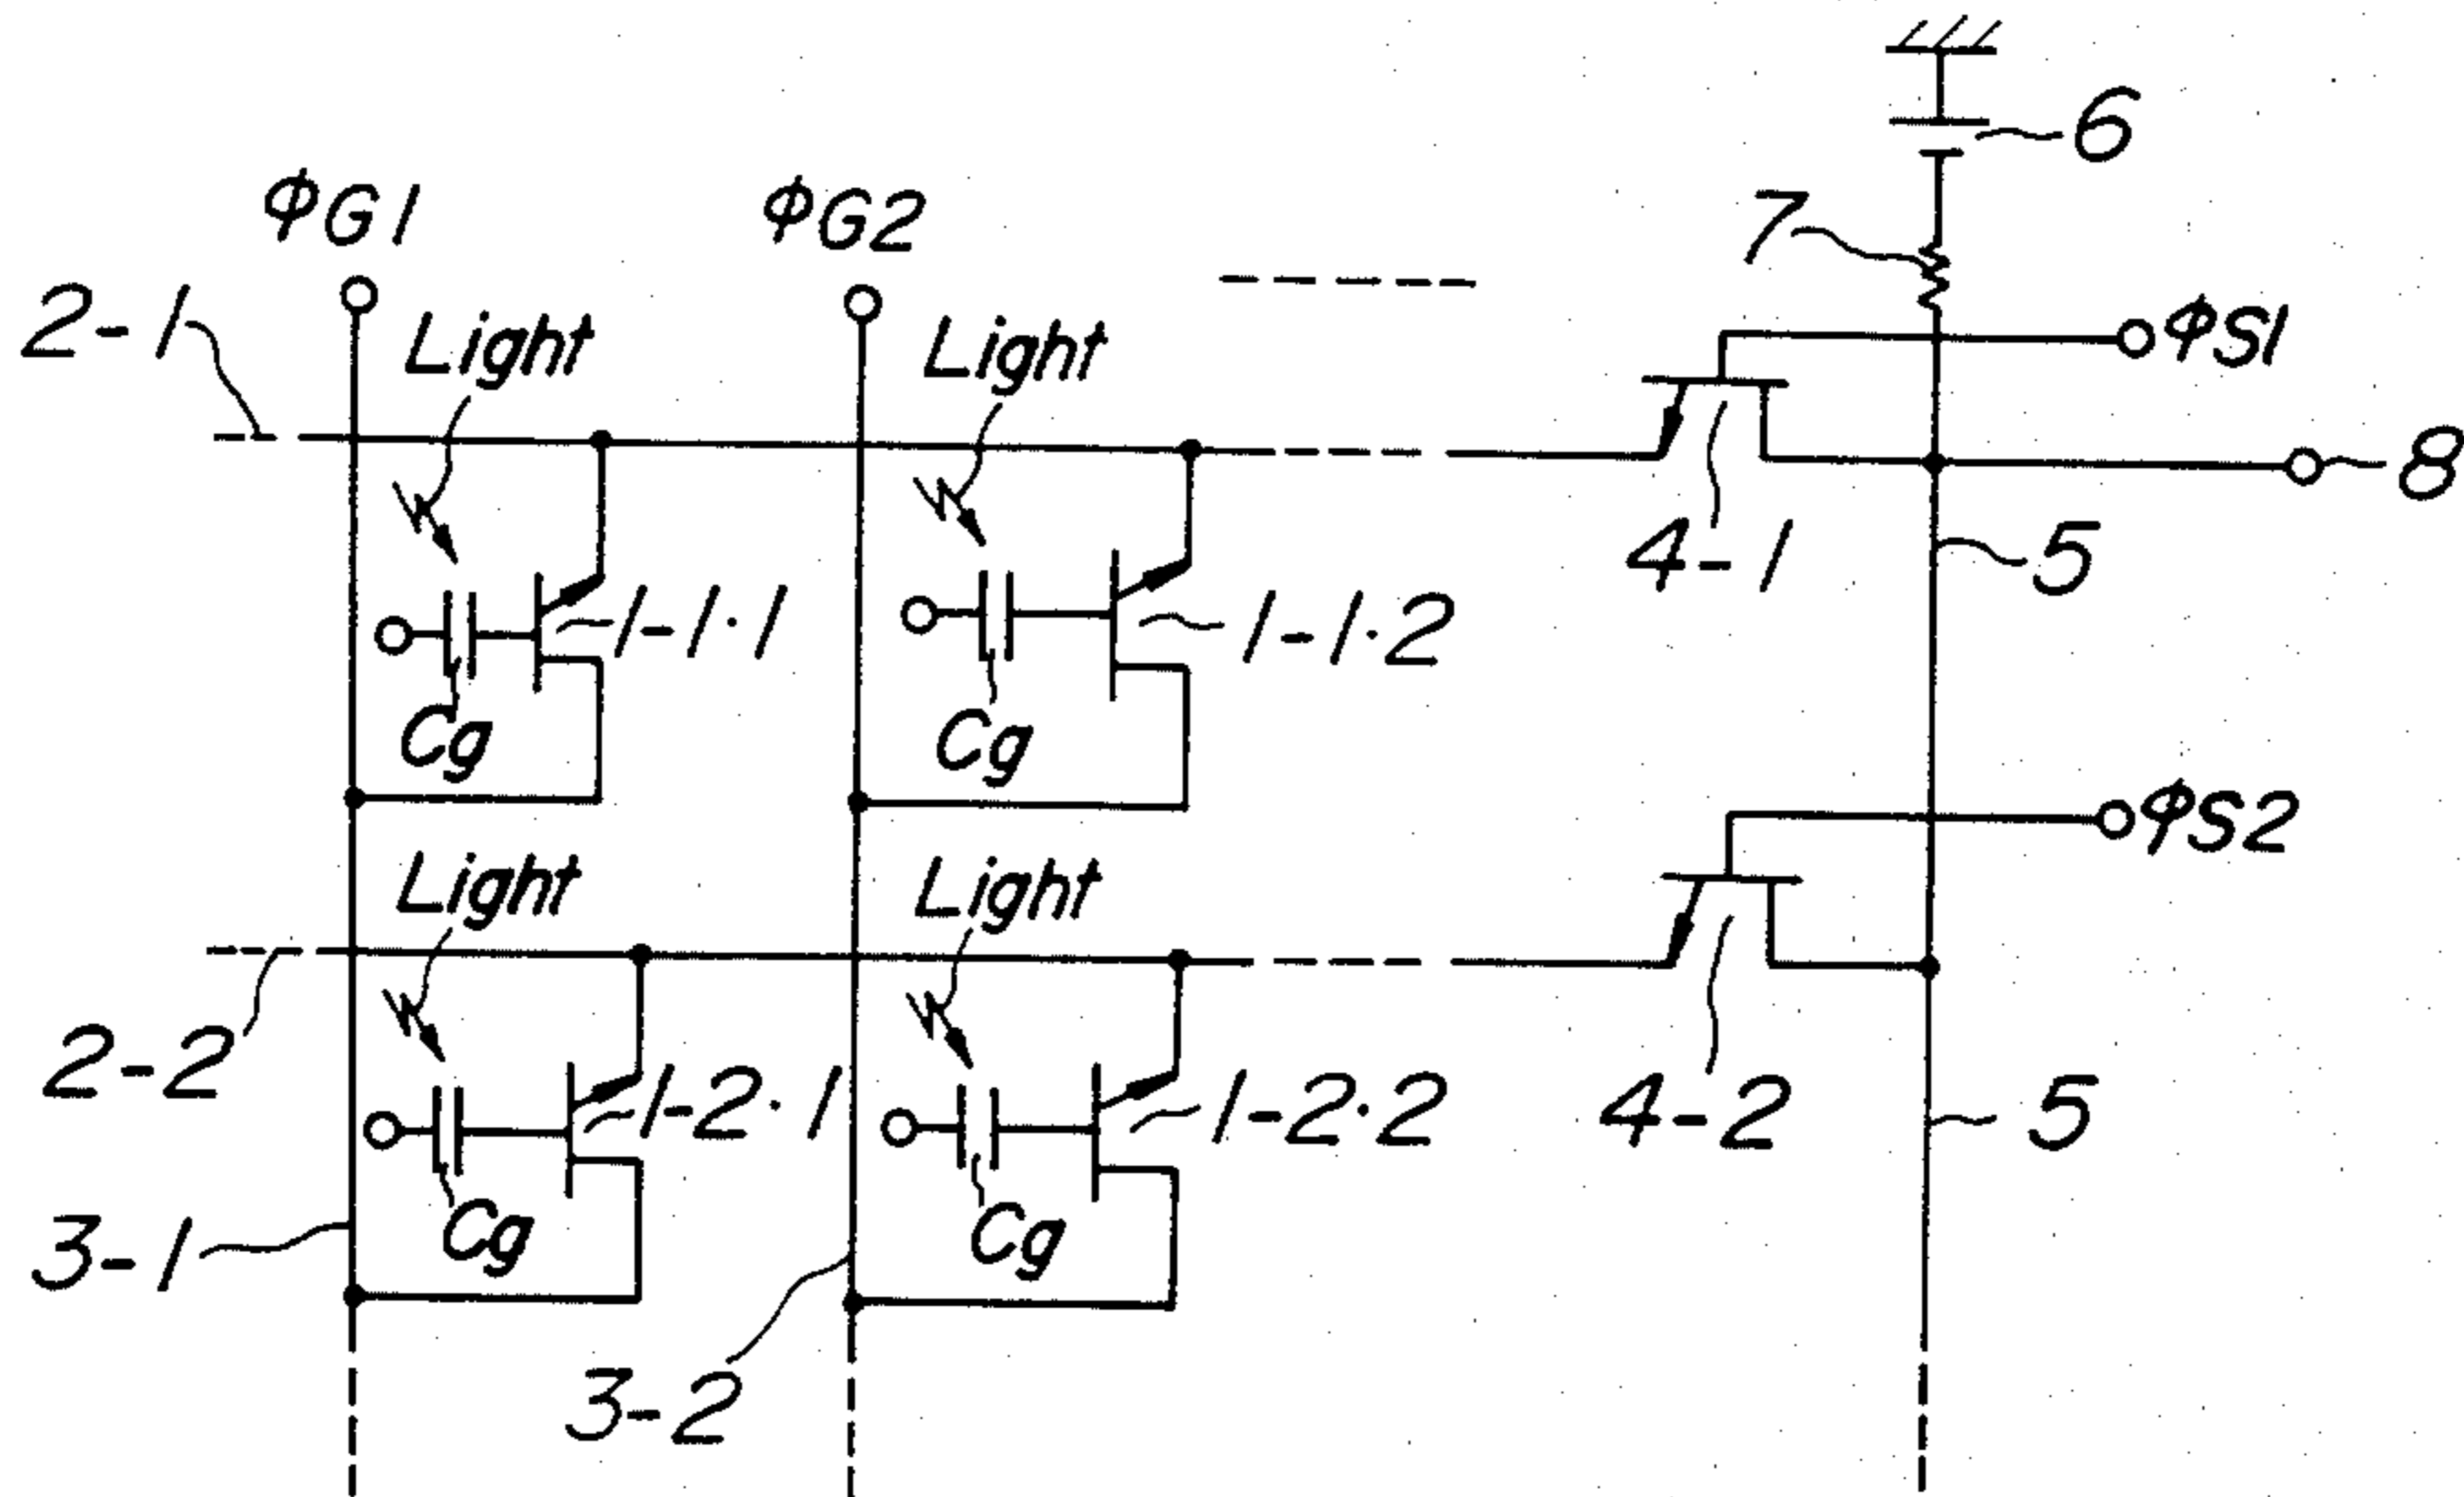 6
φG1
φG2
7
2-1
Light
Light
φS1
8
4-1
5
1-1·1
1-1·2
Cg
Cg
φS2
Light
Light
2-2
1-2·1
1-2·2
4-2
5
Cg
Cg
3-1
3-2